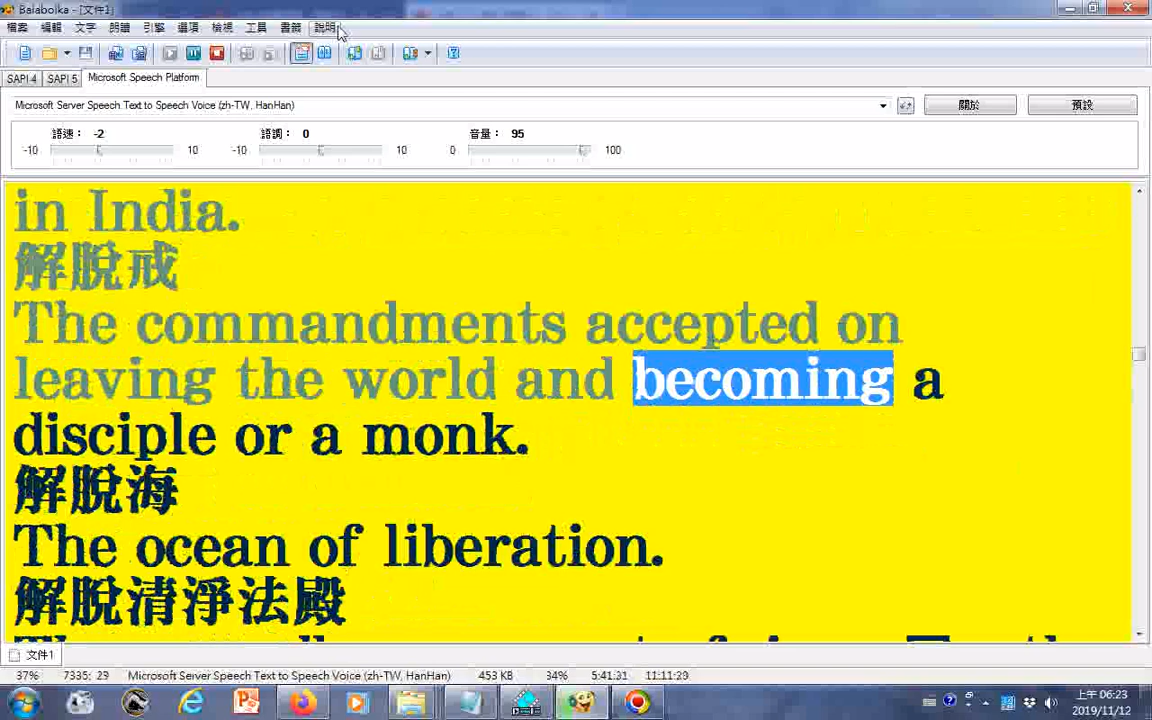 Balabolka - [文件1]
檔案 編輯 文字 朗讀 引擎 選項 檢視 工具 書籤 說明
SAPI 4 SAPI 5 Microsoft Speech Platform
Microsoft Server Speech Text to Speech Voice (zh-TW, HanHan) 關於 預設
語速： -2 語調： 0 音量： 95
-10 10 -10 10 0 100
in India.
解脫戒
The commandments accepted on
leaving the world and becoming a
disciple or a monk.
解脫海
The ocean of liberation.
解脫清淨法殿
文件1
37% 7335: 29 Microsoft Server Speech Text to Speech Voice (zh-TW, HanHan) 453 KB 34% 5:41:31 11:11:29
上午 06:23
2019/11/12